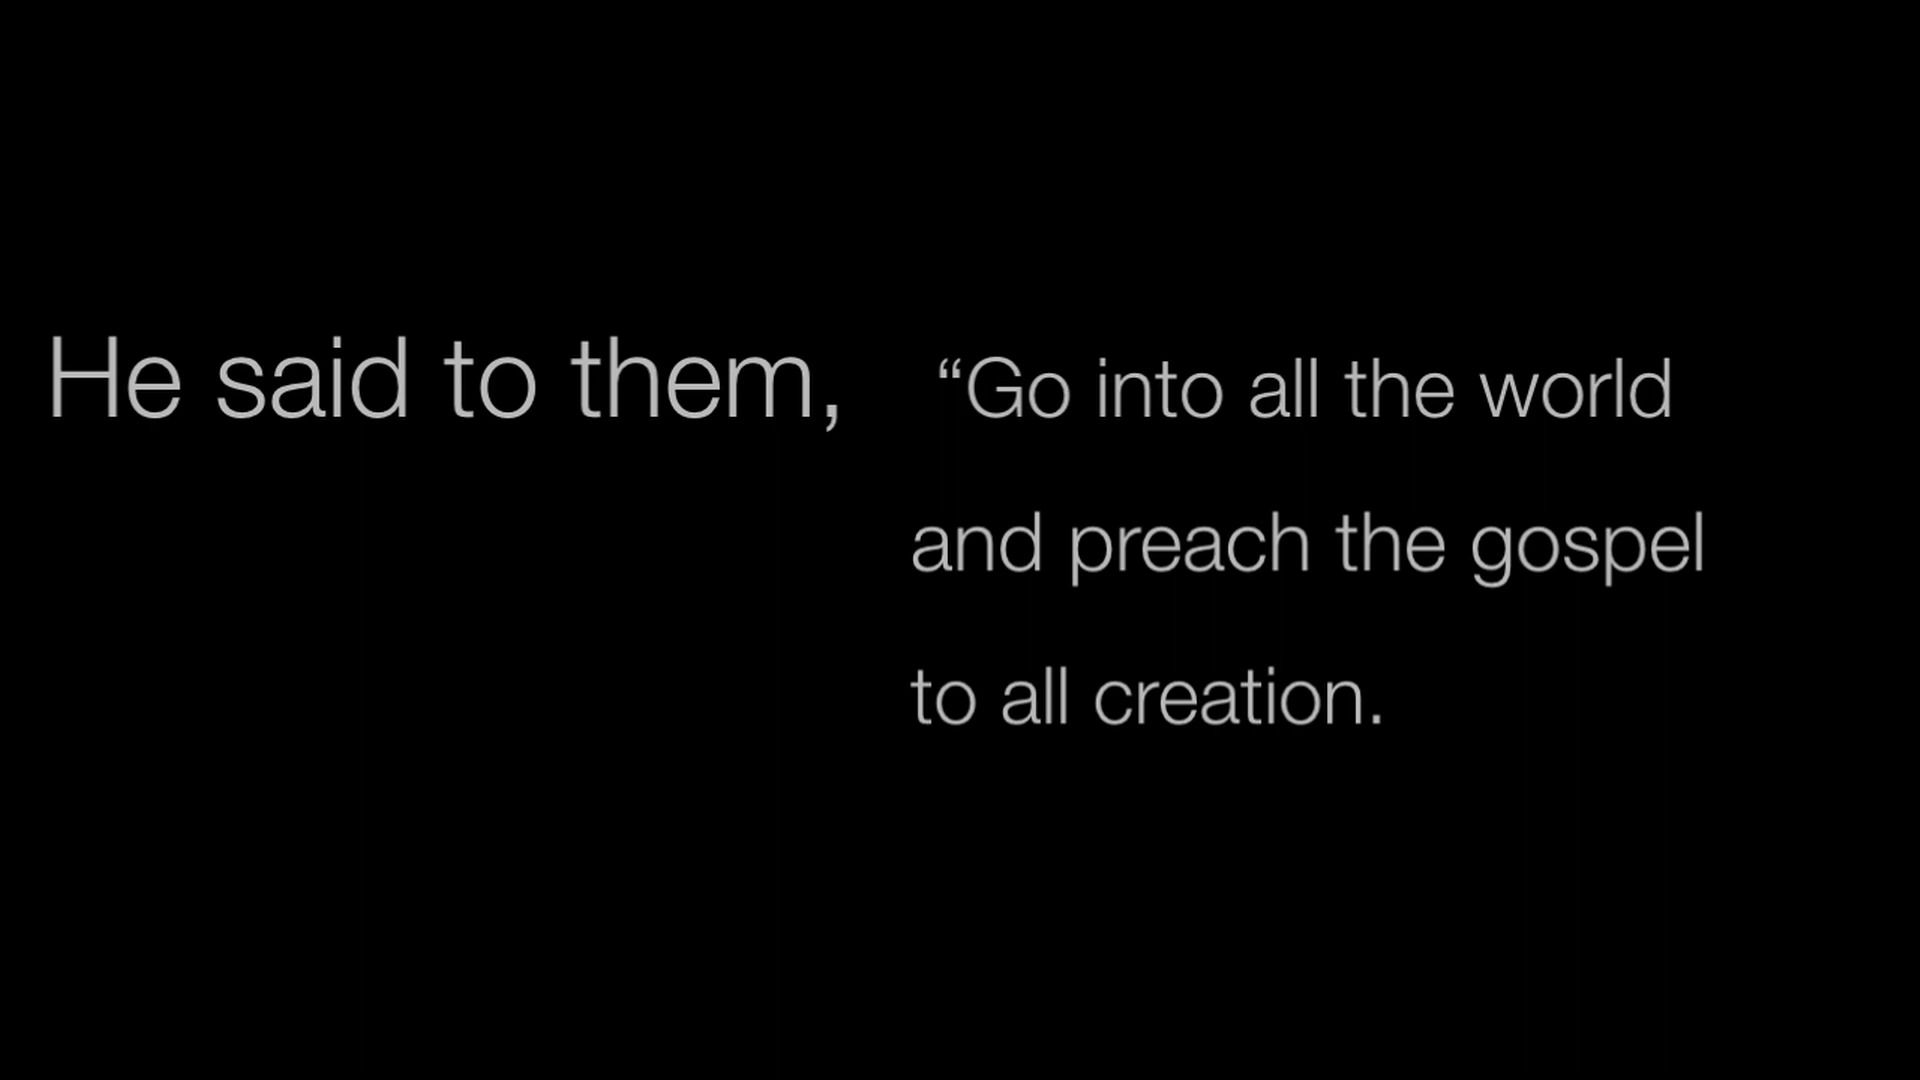 He said to them, “Go into all the world
and preach the gospel
to all creation.